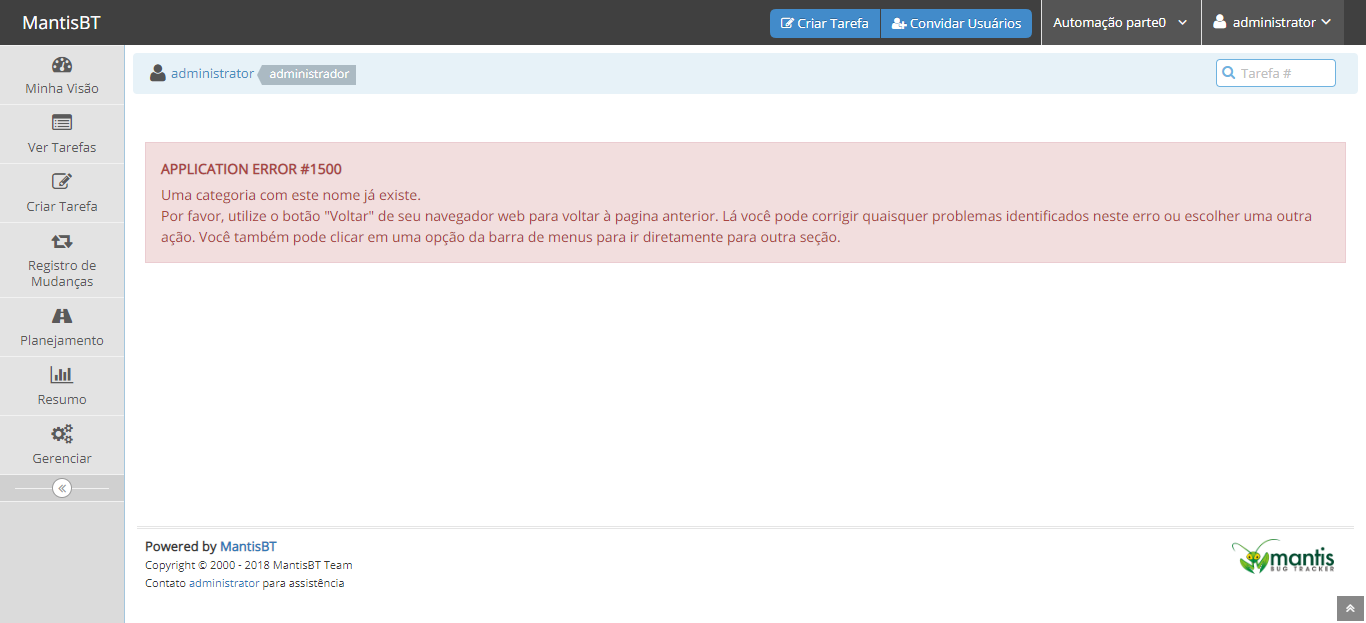 MantisBT
Criar Tarefa
Convidar Usuários
Automação parte0
administrator
Minha Visão
Ver Tarefas
Criar Tarefa
Registro de
Mudanças
Planejamento
Resumo
Gerenciar
administrator administrador
Tarefa #
APPLICATION ERROR #1500
Uma categoria com este nome já existe.
Por favor, utilize o botão "Voltar" de seu navegador web para voltar à pagina anterior. Lá você pode corrigir quaisquer problemas identificados neste erro ou escolher uma outra
ação. Você também pode clicar em uma opção da barra de menus para ir diretamente para outra seção.
Powered by MantisBT
Copyright © 2000 - 2018 MantisBT Team
Contato administrator para assistência
mantis
BUG TRACKER